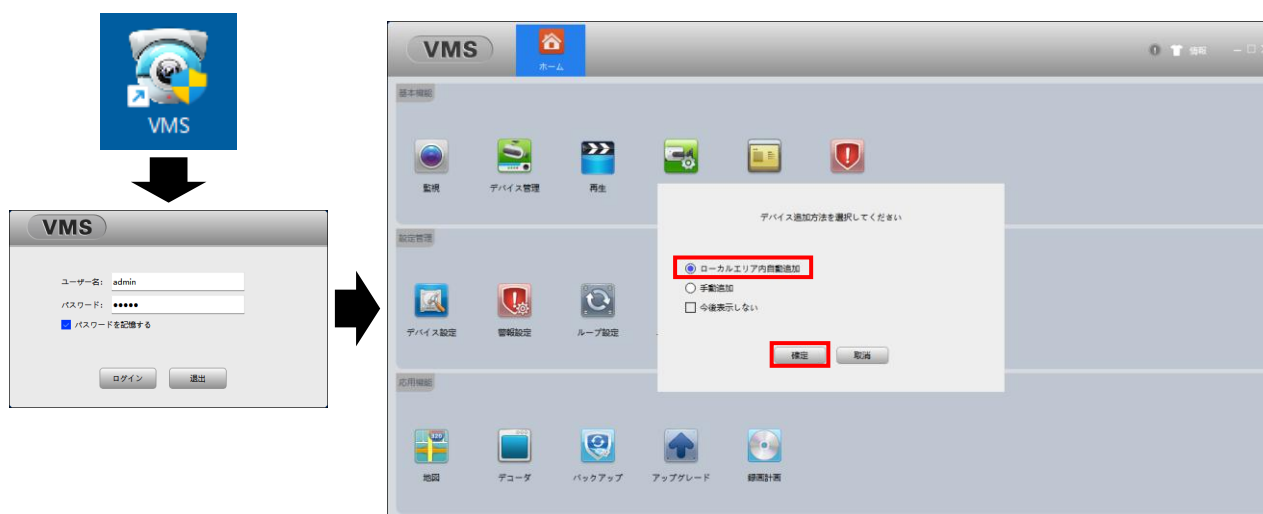 VMS
VMS
ユーザー名: admin
パスワード: •••••
パスワードを記憶する
ログイン 退出
VMS
ホーム
情報
基本機能
監視 デバイス管理 再生
デバイス追加方法を選択してください
ローカルエリア内自動追加
手動追加
今後表示しない
確定 取消
設定管理
デバイス設定 警報設定 ループ設定
応用機能
地図 デコーダ バックアップ アップグレード 録画計画